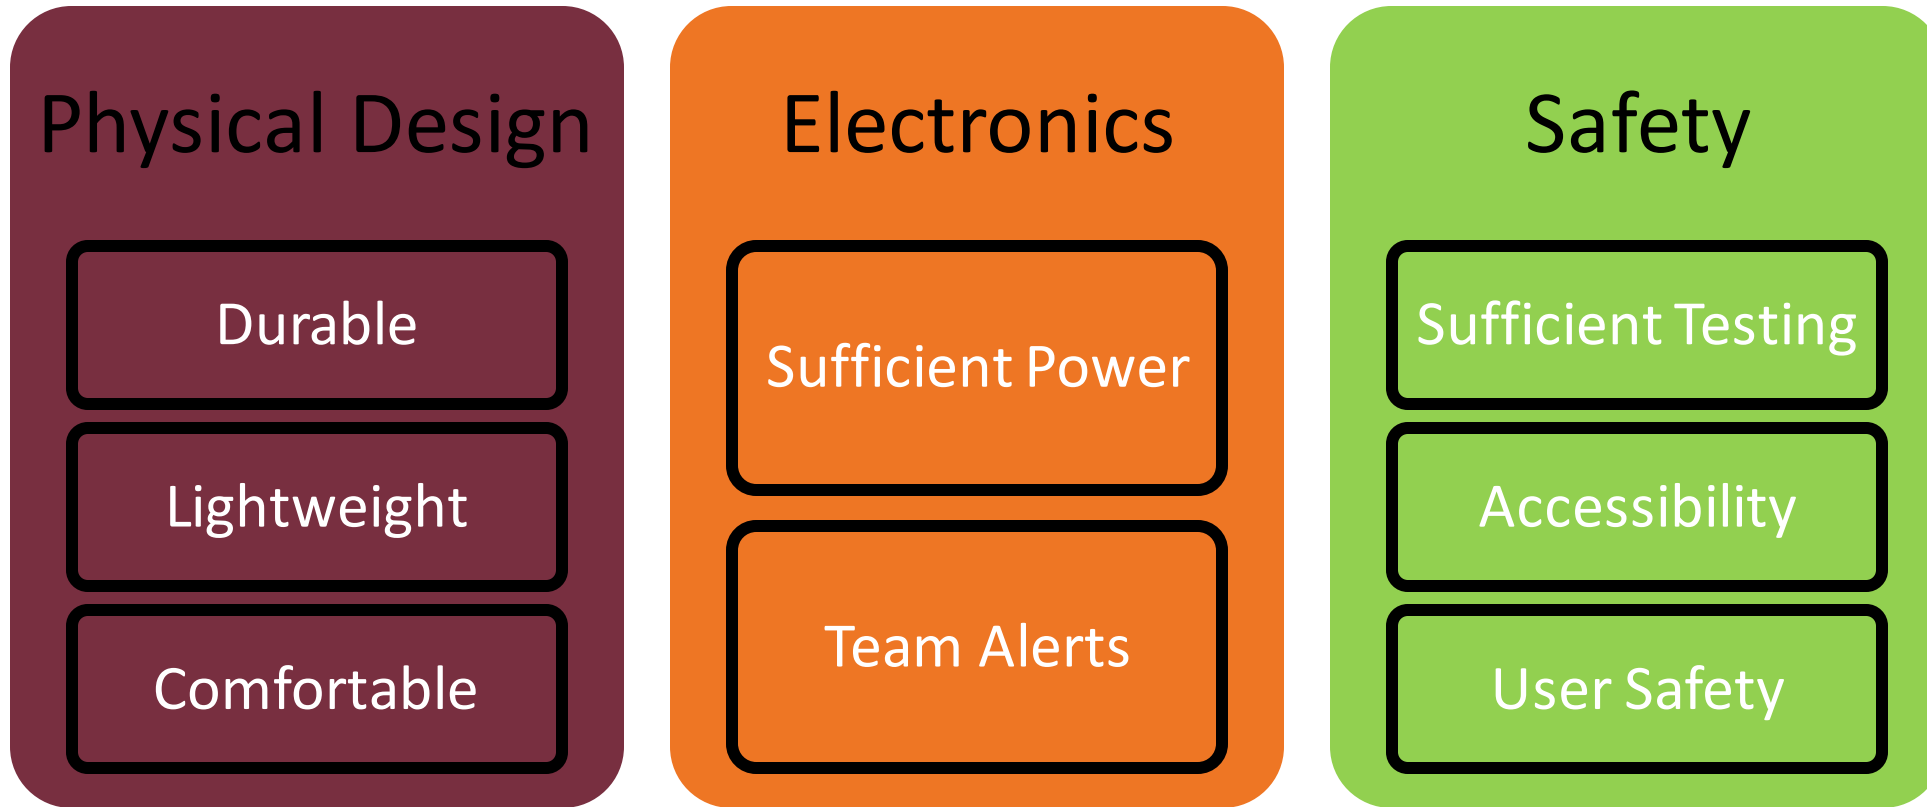 Physical Design
Durable
Lightweight
Comfortable
Electronics
Sufficient Power
Team Alerts
Safety
Sufficient Testing
Accessibility
User Safety